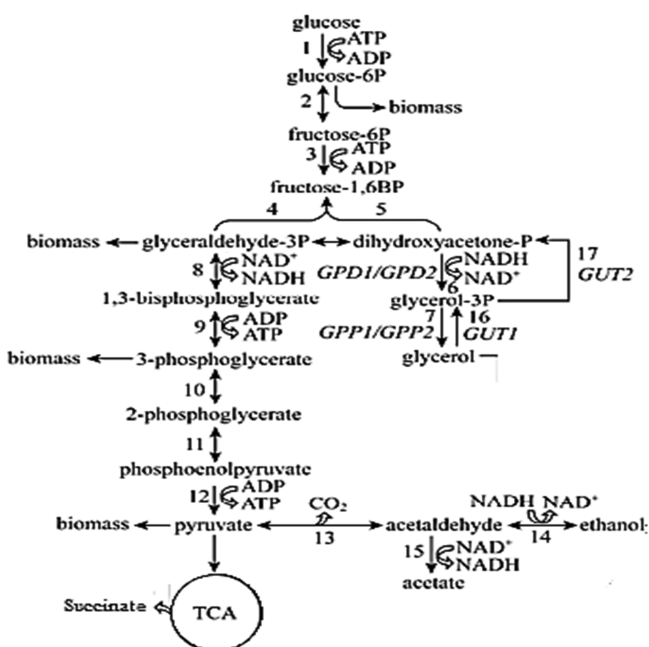 glucose
1 ATP
ADP
glucose-6P
2 biomass
fructose-6P
3 ATP
ADP
fructose-1,6BP
4 5
biomass glyceraldehyde-3P dihydroxyacetone-P 17
GUT2
8 NAD⁺ GPD1/GPD2 NADH
NADH NAD⁺
6
1,3-bisphosphoglycerate glycerol-3P
9 ADP 7 16
ATP GPP1/GPP2 GUT1
biomass 3-phosphoglycerate glycerol
10
2-phosphoglycerate
11
phosphoenolpyruvate
12 ADP
ATP CO₂ NADH NAD⁺
biomass pyruvate acetaldehyde ethanol
13 14
15 NAD⁺
NADH
acetate
Succinate TCA